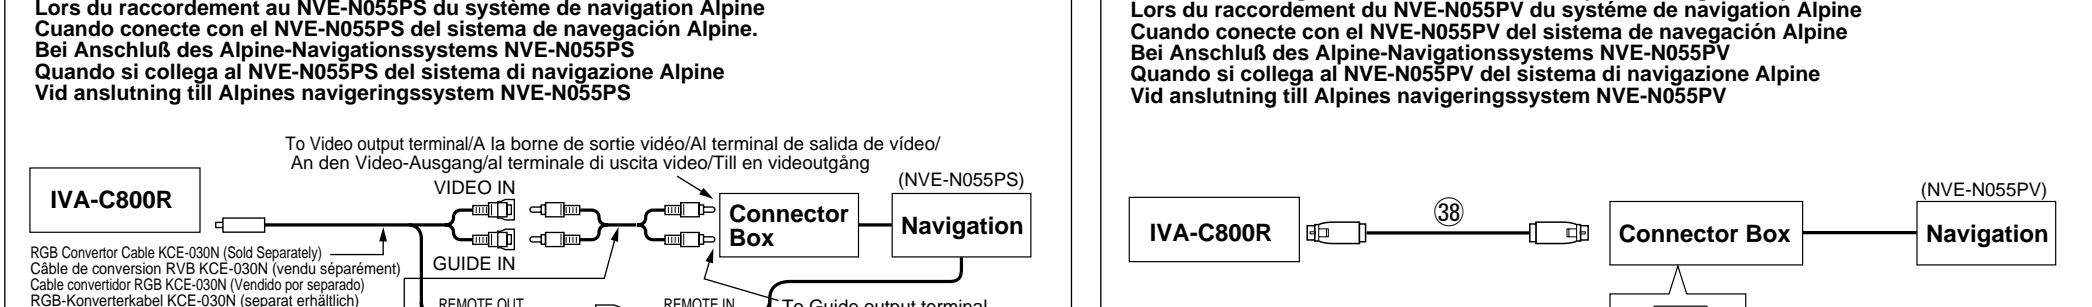 Lors du raccordement au NVE-N055PS du système de navigation Alpine
Cuando conecte con el NVE-N055PS del sistema de navegación Alpine.
Bei Anschluß des Alpine-Navigationssystems NVE-N055PS
Quando si collega al NVE-N055PS del sistema di navigazione Alpine
Vid anslutning till Alpines navigeringssystem NVE-N055PS
To Video output terminal/A la borne de sortie vidéo/Al terminal de salida de vídeo/
An den Video-Ausgang/al terminale di uscita video/Till en videoutgång
(NVE-N055PS)
IVA-C800R
VIDEO IN
Connector
Box
Navigation
GUIDE IN
RGB Convertor Cable KCE-030N (Sold Separately)
Câble de conversion RVB KCE-030N (vendu séparément)
Cable convertidor RGB KCE-030N (Vendido por separado)
RGB-Konverterkabel KCE-030N (separat erhältlich)
REMOTE OUT
REMOTE IN
To Guide output terminal
Lors du raccordement du NVE-N055PV du systéme de navigation Alpine
Cuando conecte con el NVE-N055PV del sistema de navegación Alpine
Bei Anschluß des Alpine-Navigationssystems NVE-N055PV
Quando si collega al NVE-N055PV del sistema di navigazione Alpine
Vid anslutning till Alpines navigeringssystem NVE-N055PV
(NVE-N055PV)
IVA-C800R
38
Connector Box
Navigation